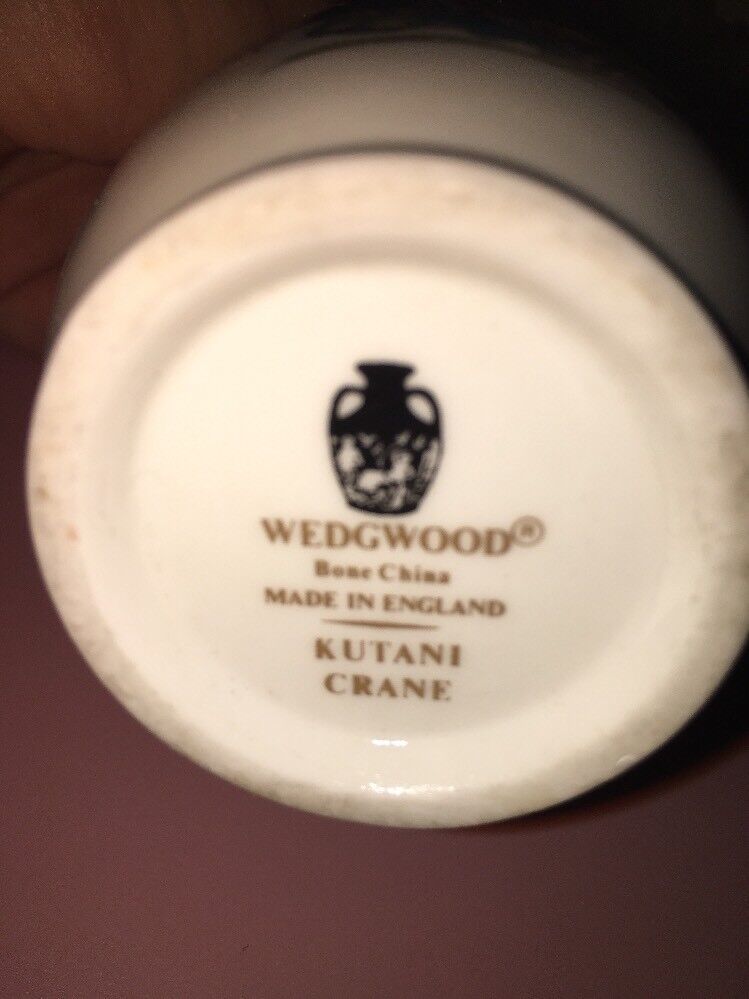 WEDGWOOD®
Bone China
MADE IN ENGLAND
KUTANI
CRANE